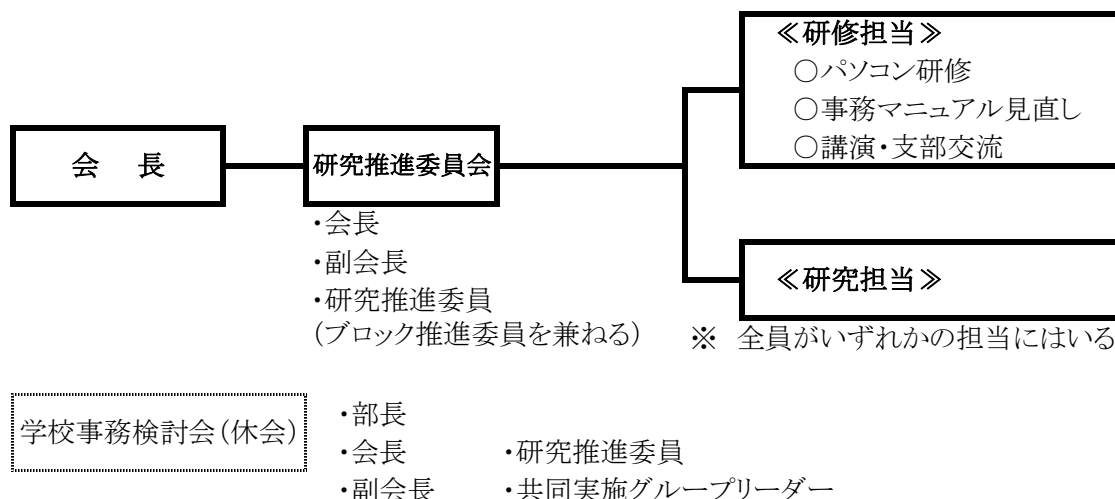 ≪研修担当≫
○パソコン研修
○事務マニュアル見直し
○講演・支部交流
会　長
研究推進委員会
・会長
・副会長
・研究推進委員
(ブロック推進委員を兼ねる)
≪研究担当≫
※　全員がいずれかの担当にはいる
学校事務検討会(休会)
・部長
・会長　　・研究推進委員
・副会長　　・共同実施グループリーダー